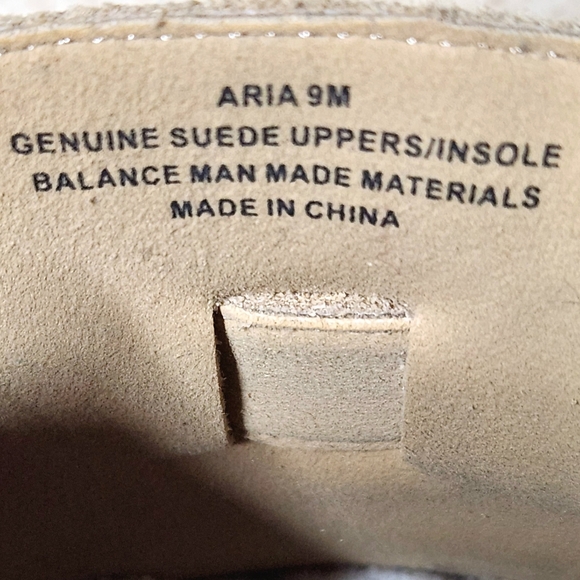 ARIA 9M
GENUINE SUEDE UPPERS/INSOLE
BALANCE MAN MADE MATERIALS
MADE IN CHINA